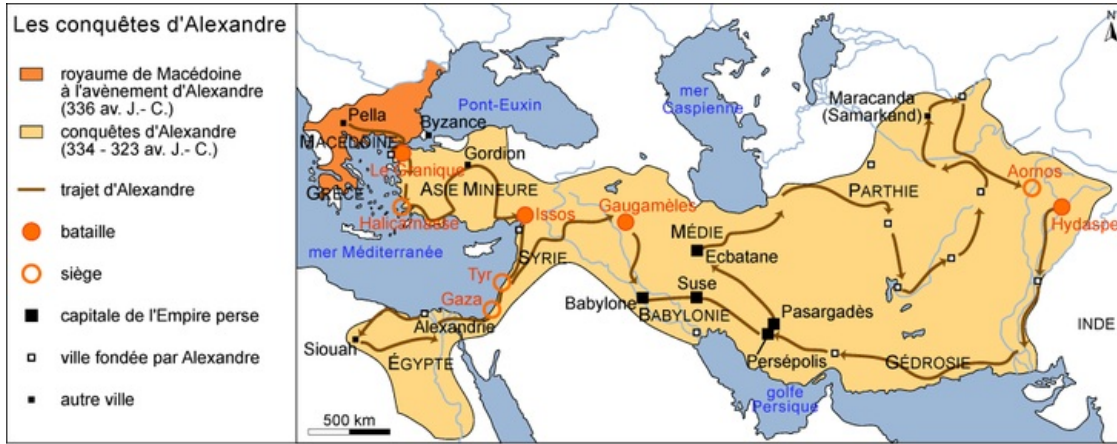 Les conquêtes d'Alexandre
royaume de Macédoine
à l'avènement d'Alexandre
(336 av. J.- C.)
conquêtes d'Alexandre
(334 - 323 av. J.- C.)
trajet d'Alexandre
bataille
siège
capitale de l'Empire perse
ville fondée par Alexandre
autre ville
N
Pont-Euxin
mer
Caspienne
Pella
Byzance
MACÉDOINE
Gordion
Le Granique
GRÈCE
ASIE MINEURE
Halicarnasse
mer Méditerranée
Issos
SYRIE
Tyr
Gaza
Alexandrie
Siouah
ÉGYPTE
500 km
Gaugamèles
MÉDIE
Ecbatane
Babylone
Suse
BABYLONIE
Pasargadès
Persépolis
golfe
Persique
Maracanda
(Samarkand)
PARTHIE
Aornos
Hydaspe
GÉDROSIE
INDE